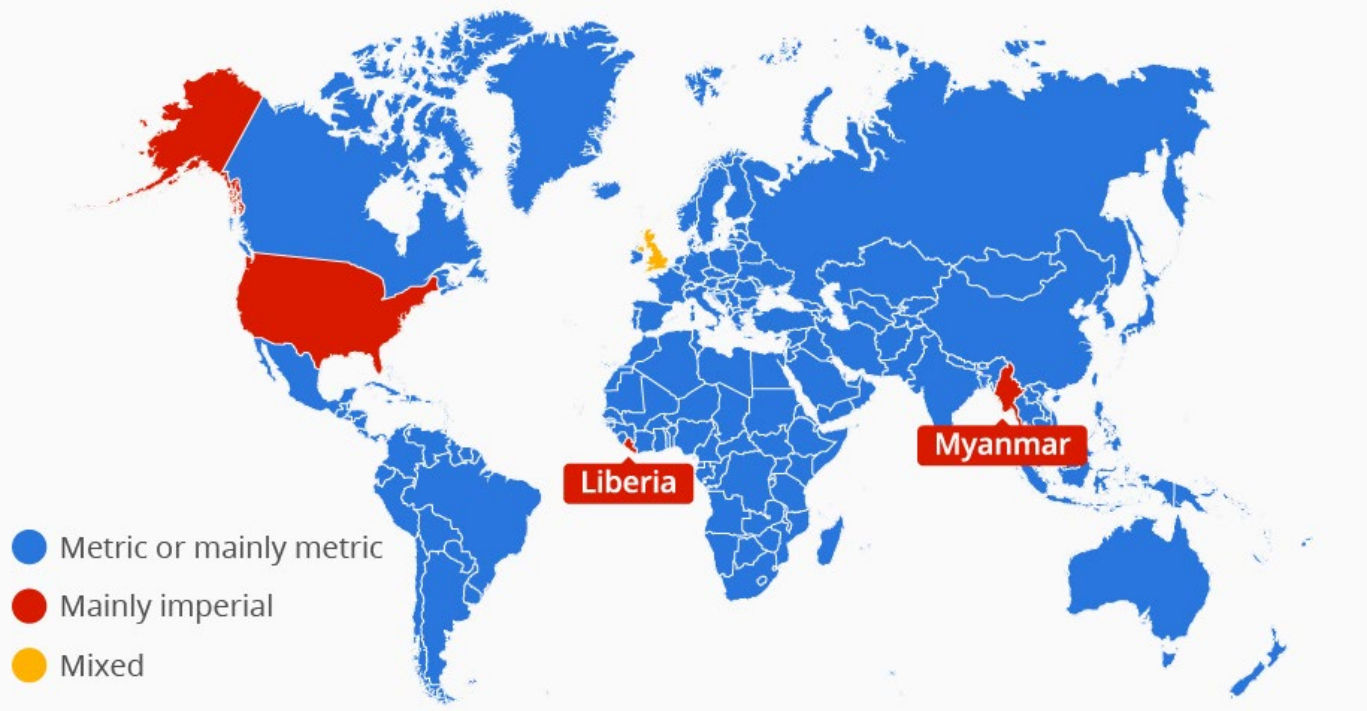 Myanmar
Liberia
Metric or mainly metric
Mainly imperial
Mixed